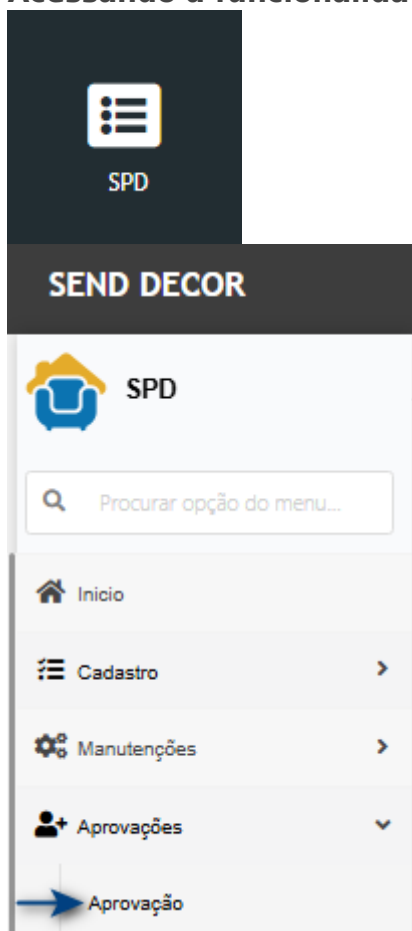 SPD
SEND DECOR
SPD
Procurar opção do menu...
Inicio
Cadastro
Manutenções
Aprovações
Aprovação